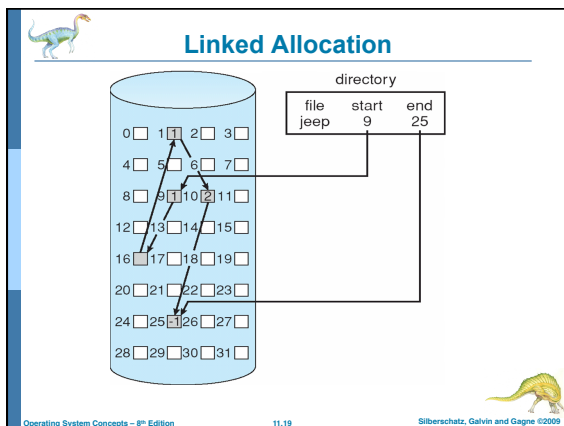 Linked Allocation
directory
file start end
jeep 9 25
0 1 1 2 3
4 5 6 7
8 9 1 10 2 11
12 13 14 15
16 17 18 19
20 21 22 23
24 25 -1 26 27
28 29 30 31
Operating System Concepts – 8th Edition 11.19 Silberschatz, Galvin and Gagne ©2009